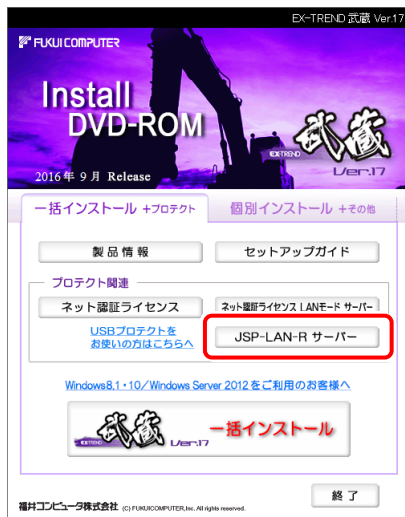 EX-TREND 武蔵 Ver.17
FUKUI COMPUTER
Install
DVD-ROM
EX-TREND 武蔵
Ver.17
2016年 9月 Release
一括インストール +プロテクト
個別インストール +その他
製品情報
セットアップガイド
プロテクト関連
ネット認証ライセンス
ネット認証ライセンス LANモード サーバー
USBプロテクトを
お使いの方はこちらへ
JSP-LAN-R サーバー
Windows8.1・10/Windows Server 2012 をご利用のお客様へ
EX-TREND 武蔵 Ver.17
一括インストール
終了
福井コンピュータ株式会社 (C) FUKUICOMPUTER,Inc. All rights reserved.